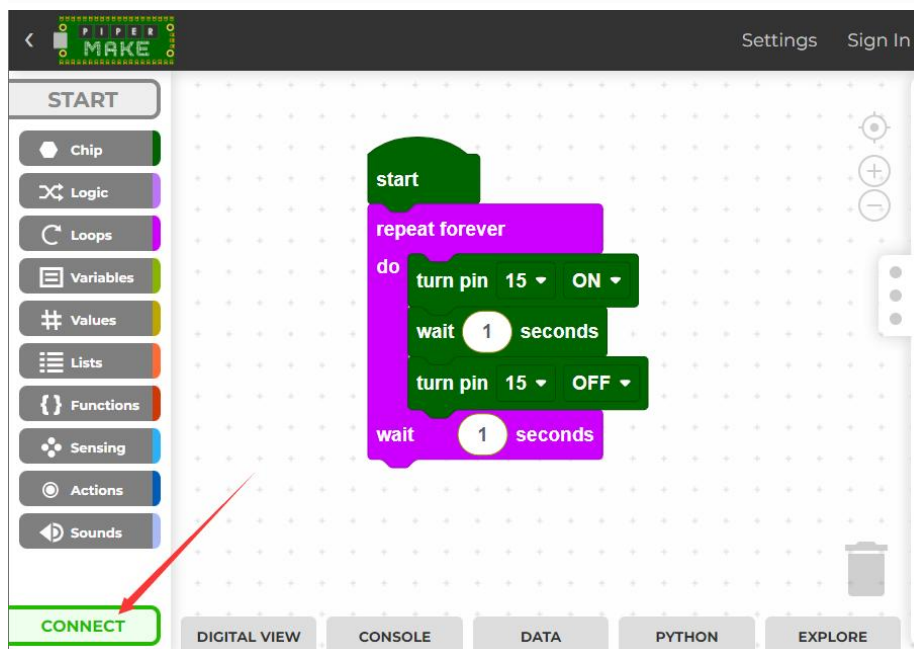 PIPER
MAKE
Settings Sign In
START
Chip
Logic
Loops
Variables
Values
Lists
Functions
Sensing
Actions
Sounds
CONNECT
start
repeat forever
do
turn pin 15 ON
wait 1 seconds
turn pin 15 OFF
wait 1 seconds
DIGITAL VIEW CONSOLE DATA PYTHON EXPLORE